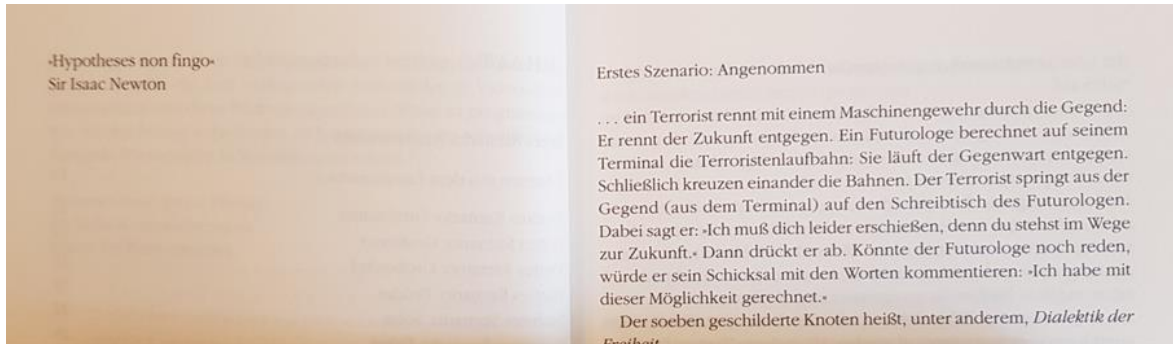 »Hypotheses non fingo«
Sir Isaac Newton
Erstes Szenario: Angenommen
. . . ein Terrorist rennt mit einem Maschinengewehr durch die Gegend:
Er rennt der Zukunft entgegen. Ein Futurologe berechnet auf seinem
Terminal die Terroristenlaufbahn: Sie läuft der Gegenwart entgegen.
Schließlich kreuzen einander die Bahnen. Der Terrorist springt aus der
Gegend (aus dem Terminal) auf den Schreibtisch des Futurologen.
Dabei sagt er: »Ich muß dich leider erschießen, denn du stehst im Wege
zur Zukunft.« Dann drückt er ab. Könnte der Futurologe noch reden,
würde er sein Schicksal mit den Worten kommentieren: »Ich habe mit
dieser Möglichkeit gerechnet.«
Der soeben geschilderte Knoten heißt, unter anderem, Dialektik der
Freiheit